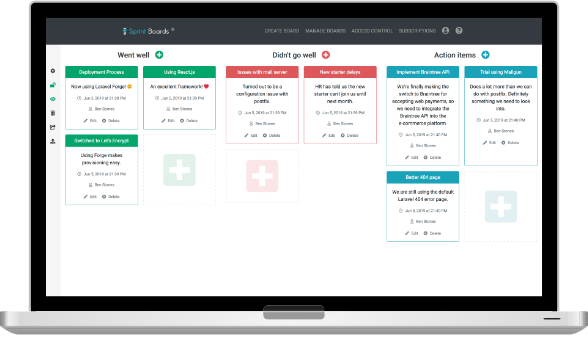 Sprint Boards
CREATE BOARD MANAGE BOARDS ACCESS CONTROL SUBSCRIPTIONS
Went well
Didn't go well
Action items
Deployment Process
Now using Laravel Forge!
Jun 5, 2019 at 21:38 PM
Ben Stones
Edit Delete
Using ReactJs
An excellent framework!
Jun 5, 2019 at 21:39 PM
Ben Stones
Edit Delete
Switched to Let's Encrypt
Using Forge makes
provisioning easy.
Jun 5, 2019 at 21:39 PM
Ben Stones
Edit Delete
Issues with mail server
Turned out to be a
configuration issue with
postfix.
Jun 5, 2019 at 21:39 PM
Ben Stones
Edit Delete
New starter delays
HR has told us the new
starter can't join us until
next month.
Jun 5, 2019 at 21:39 PM
Ben Stones
Edit Delete
Implement Braintree API
We're finally making the
switch to Braintree for
accepting web payments, so
we need to integrate the
Braintree API into the
e-commerce platform.
Jun 5, 2019 at 21:40 PM
Ben Stones
Edit Delete
Trial using Mailgun
Does a lot more than we can
do with postfix. Definitely
something we need to look
into.
Jun 5, 2019 at 21:40 PM
Ben Stones
Edit Delete
Better 404 page
We are still using the default
Laravel 404 error page.
Jun 5, 2019 at 21:40 PM
Ben Stones
Edit Delete